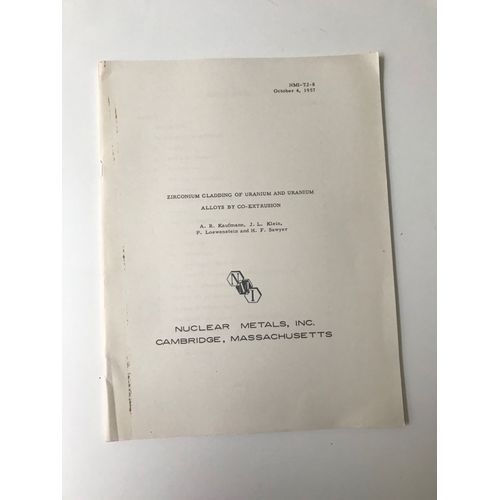 NMI-TJ-8
October 4, 1957
ZIRCONIUM CLADDING OF URANIUM AND URANIUM
ALLOYS BY CO-EXTRUSION
A. R. Kaufmann, J. L. Klein,
P. Loewenstein and H. F. Sawyer
NMI
NUCLEAR METALS, INC.
CAMBRIDGE, MASSACHUSETTS